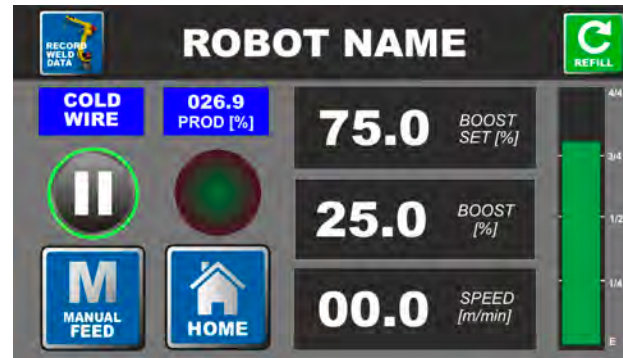 RECORD
WELD
DATA
ROBOT NAME
REFILL
COLD
WIRE
026.9
PROD [%]
75.0
BOOST
SET [%]
25.0
BOOST
[%]
00.0
SPEED
[m/min]
M
MANUAL
FEED
HOME
4/4
3/4
1/2
1/4
E